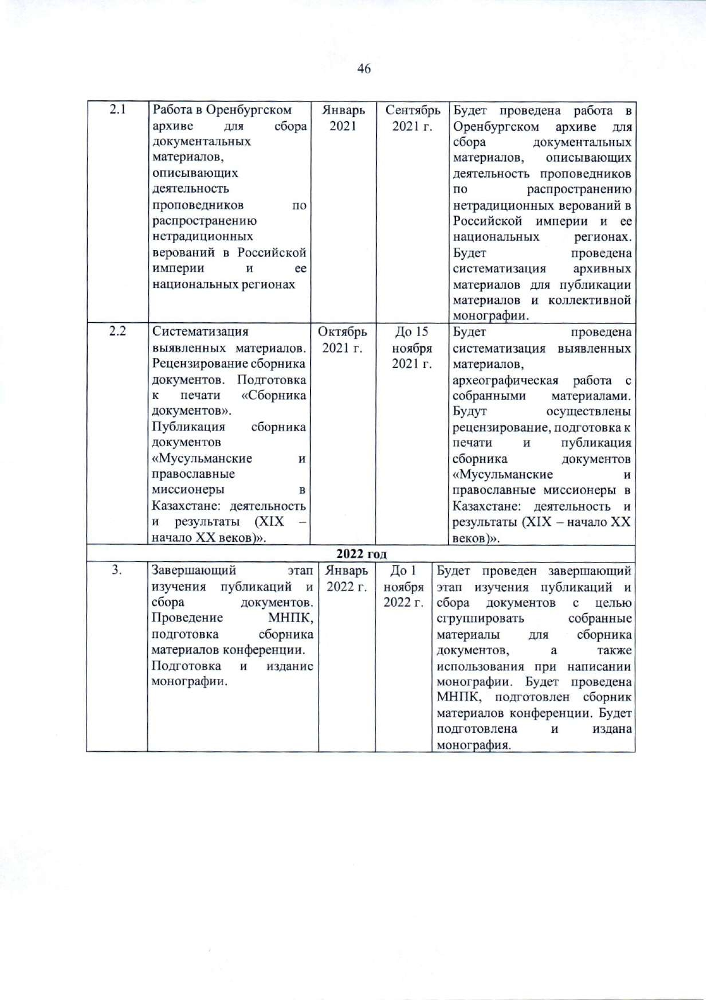 46
2.1
Работа в Оренбургском
архиве для сбора
документальных
материалов,
описывающих
деятельность
проповедников по
распространению
нетрадиционных
верований в Российской
империи и ее
национальных регионах
Январь
2021
Сентябрь
2021 г.
Будет проведена работа в
Оренбургском архиве для
сбора документальных
материалов, описывающих
деятельность проповедников
по распространению
нетрадиционных верований в
Российской империи и ее
национальных регионах.
Будет проведена
систематизация архивных
материалов для публикации
материалов и коллективной
монографии.
2.2
Систематизация
выявленных материалов.
Рецензирование сборника
документов. Подготовка
к печати «Сборника
документов».
Публикация сборника
документов
«Мусульманские и
православные
миссионеры в
Казахстане: деятельность
и результаты (XIX –
начало XX веков)».
Октябрь
2021 г.
До 15
ноября
2021 г.
Будет проведена
систематизация выявленных
материалов,
археографическая работа с
собранными материалами.
Будут осуществлены
рецензирование, подготовка к
печати и публикация
сборника документов
«Мусульманские и
православные миссионеры в
Казахстане: деятельность и
результаты (XIX – начало XX
веков)».
2022 год
3.
Завершающий этап
изучения публикаций и
сбора документов.
Проведение МНПК,
подготовка сборника
материалов конференции.
Подготовка и издание
монографии.
Январь
2022 г.
До 1
ноября
2022 г.
Будет проведен завершающий
этап изучения публикаций и
сбора документов с целью
сгруппировать собранные
материалы для сборника
документов, а также
использования при написании
монографии. Будет проведена
МНПК, подготовлен сборник
материалов конференции. Будет
подготовлена и издана
монография.